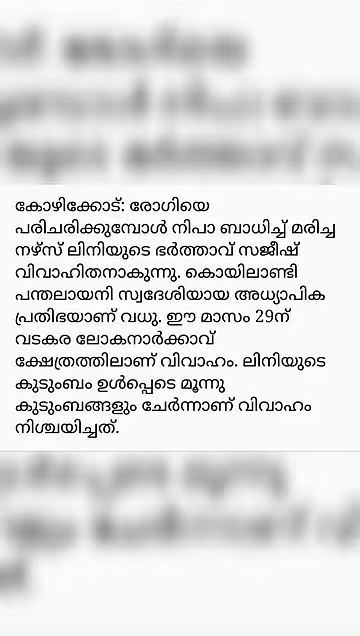 കോഴിക്കോട്: രോഗിയെ
പരിചരിക്കുമ്പോൾ നിപാ ബാധിച്ച് മരിച്ച
നഴ്സ് ലിനിയുടെ ഭർത്താവ് സജീഷ്
വിവാഹിതനാകുന്നു. കൊയിലാണ്ടി
പന്തലായനി സ്വദേശിയായ അധ്യാപിക
പ്രതിഭയാണ് വധു. ഈ മാസം 29ന്
വടകര ലോകനാർക്കാവ്
ക്ഷേത്രത്തിലാണ് വിവാഹം. ലിനിയുടെ
കുടുംബം ഉൾപ്പെടെ മൂന്നു
കുടുംബങ്ങളും ചേർന്നാണ് വിവാഹം
നിശ്ചയിച്ചത്.